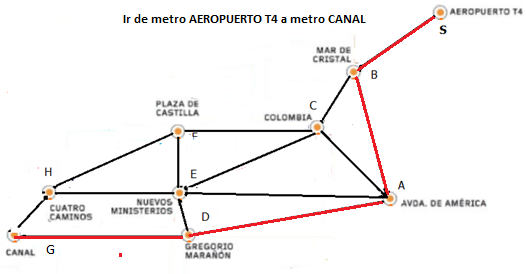 Ir de metro AEROPUERTO T4 a metro CANAL
AEROPUERTO T4
S
MAR DE
CRISTAL
B
PLAZA DE
CASTILLA
C
COLOMBIA
F
H
E
A
CUATRO
CAMINOS
NUEVOS
MINISTERIOS
AVDA. DE AMÉRICA
D
G
CANAL
GREGORIO
MARAÑÓN